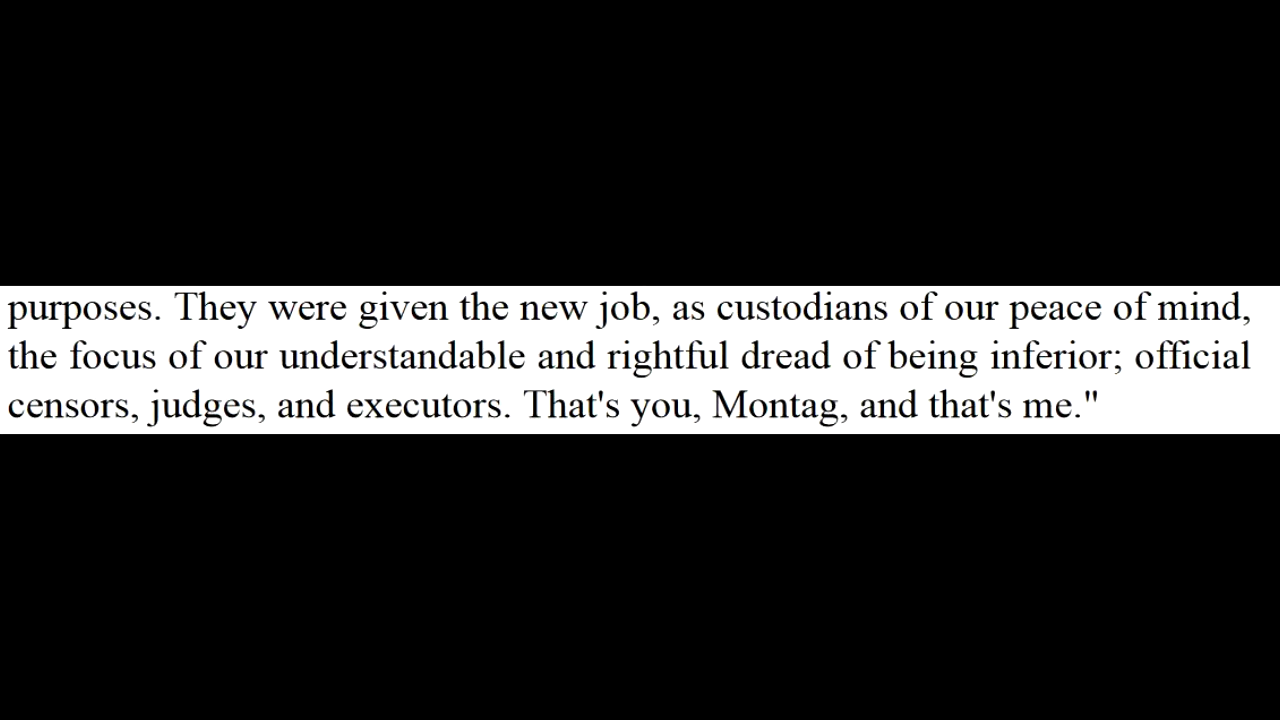 purposes. They were given the new job, as custodians of our peace of mind,
the focus of our understandable and rightful dread of being inferior; official
censors, judges, and executors. That's you, Montag, and that's me."